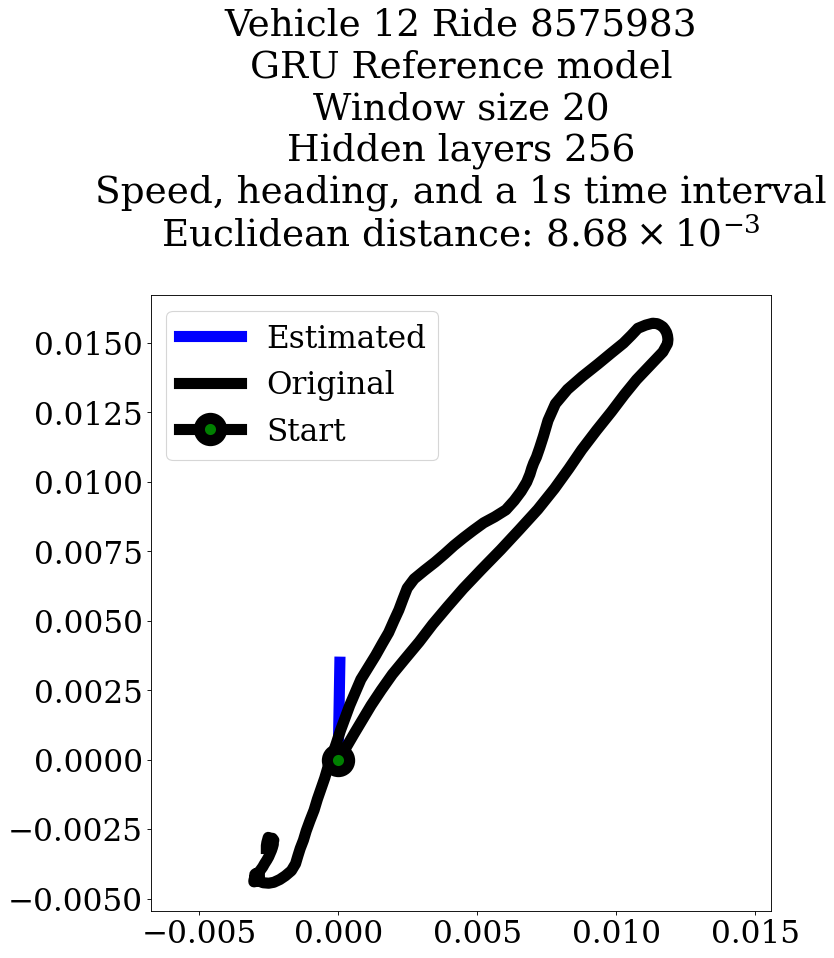 Vehicle 12 Ride 8575983
GRU Reference model
Window size 20
Hidden layers 256
Speed, heading, and a 1s time interval
Euclidean distance: 8.68 × 10⁻³
Estimated
Original
Start
0.0150
0.0125
0.0100
0.0075
0.0050
0.0025
0.0000
−0.0025
−0.0050
−0.005 0.000 0.005 0.010 0.015